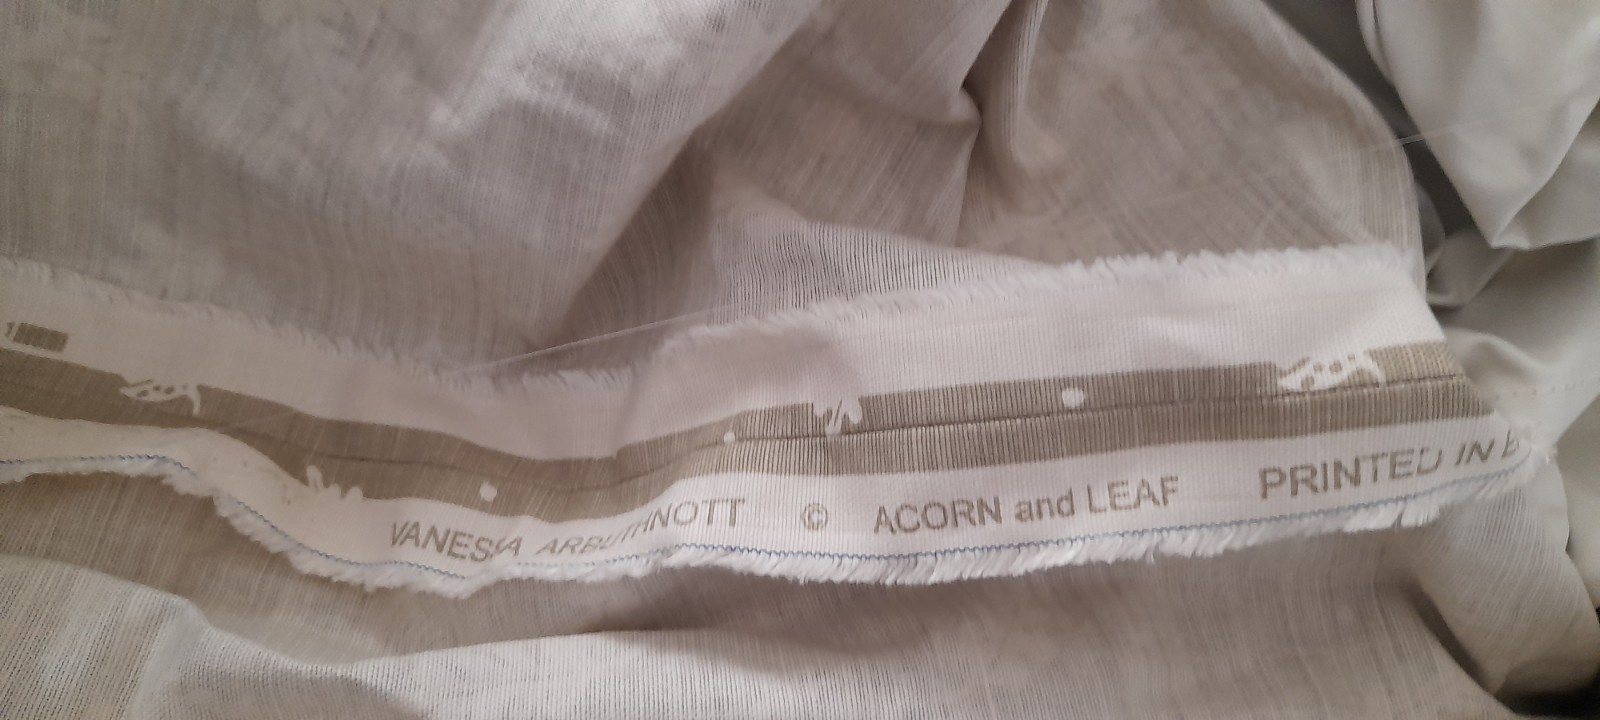 VANESSA ARBUTHNOTT © ACORN and LEAF PRINTED IN